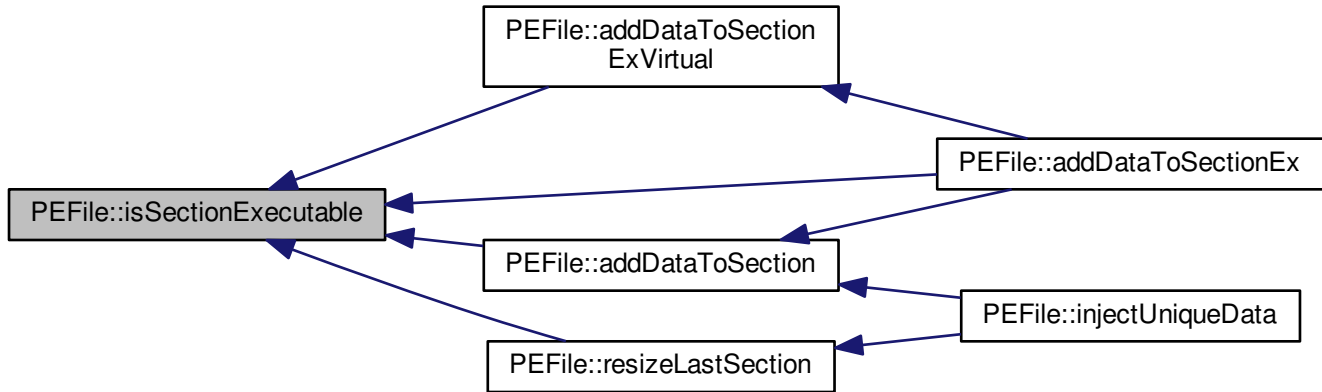 PEFile::addDataToSection
ExVirtual
PEFile::addDataToSectionEx
PEFile::isSectionExecutable
PEFile::addDataToSection
PEFile::injectUniqueData
PEFile::resizeLastSection